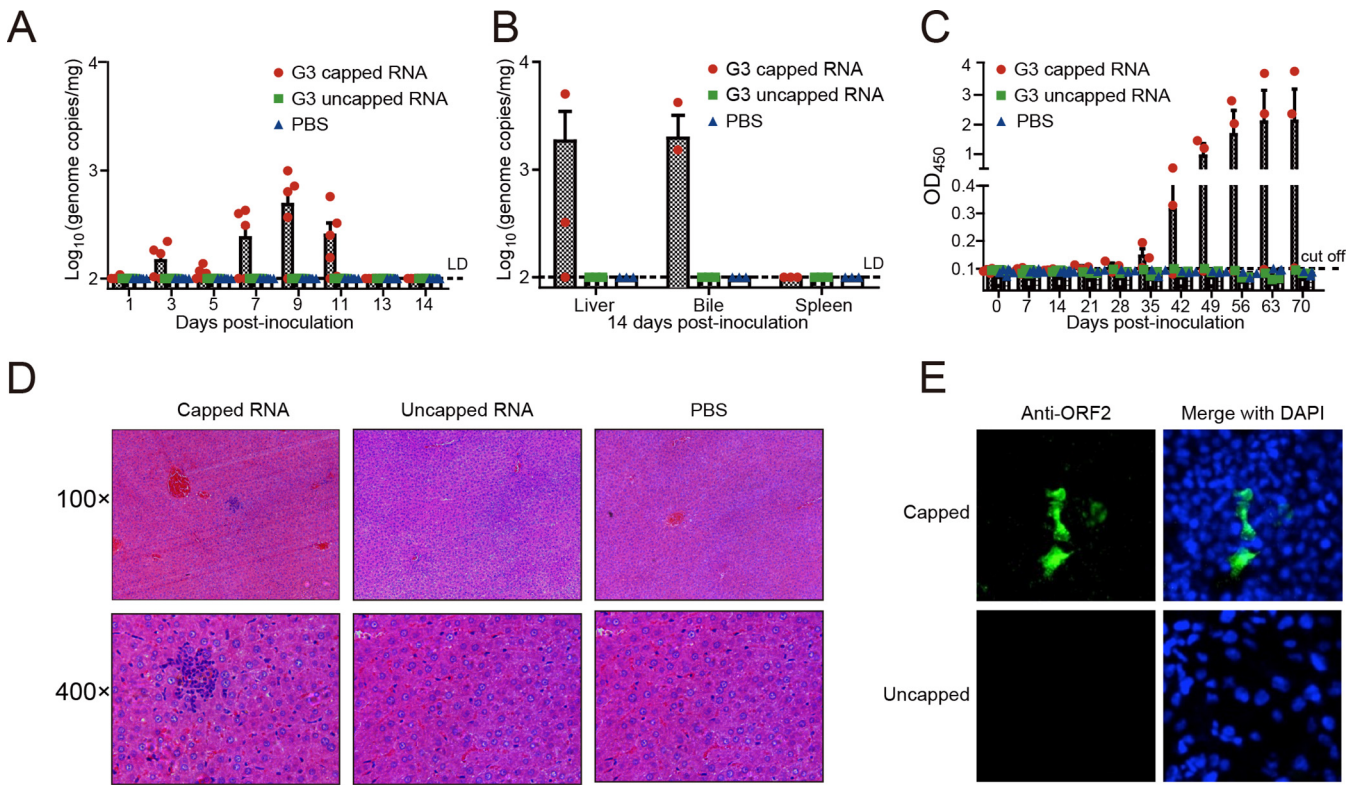 A
Log10(genome copies/mg)
4
3
2
G3 capped RNA
G3 uncapped RNA
PBS
LD
1 3 5 7 9 11 13 14
Days post-inoculation
B
Log10(genome copies/mg)
4
3
2
G3 capped RNA
G3 uncapped RNA
PBS
LD
Liver Bile Spleen
14 days post-inoculation
C
OD450
4
3
2
1
0.4
0.3
0.2
0.1
G3 capped RNA
G3 uncapped RNA
PBS
cut off
0 7 14 21 28 35 42 49 56 63 70
Days post-inoculation
D
Capped RNA Uncapped RNA PBS
100×
400×
E
Anti-ORF2 Merge with DAPI
Capped
Uncapped